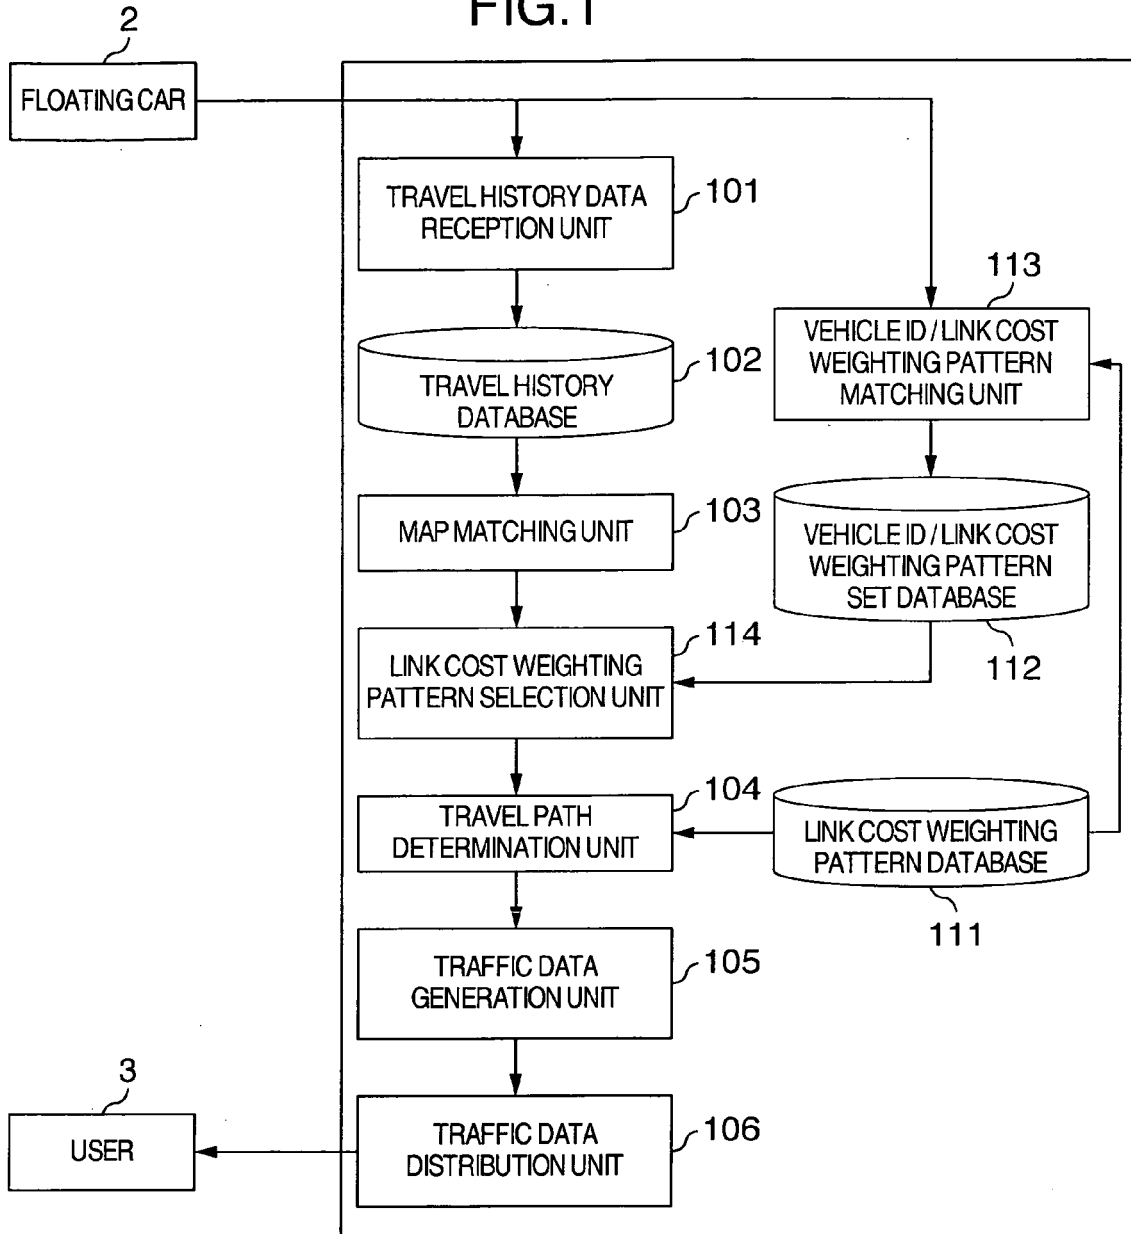 FIG.1
2
FLOATING CAR
TRAVEL HISTORY DATA
RECEPTION UNIT
101
TRAVEL HISTORY
DATABASE
102
MAP MATCHING UNIT
103
LINK COST WEIGHTING
PATTERN SELECTION UNIT
114
TRAVEL PATH
DETERMINATION UNIT
104
TRAFFIC DATA
GENERATION UNIT
105
TRAFFIC DATA
DISTRIBUTION UNIT
106
113
VEHICLE ID / LINK COST
WEIGHTING PATTERN
MATCHING UNIT
VEHICLE ID / LINK COST
WEIGHTING PATTERN
SET DATABASE
112
LINK COST WEIGHTING
PATTERN DATABASE
111
3
USER